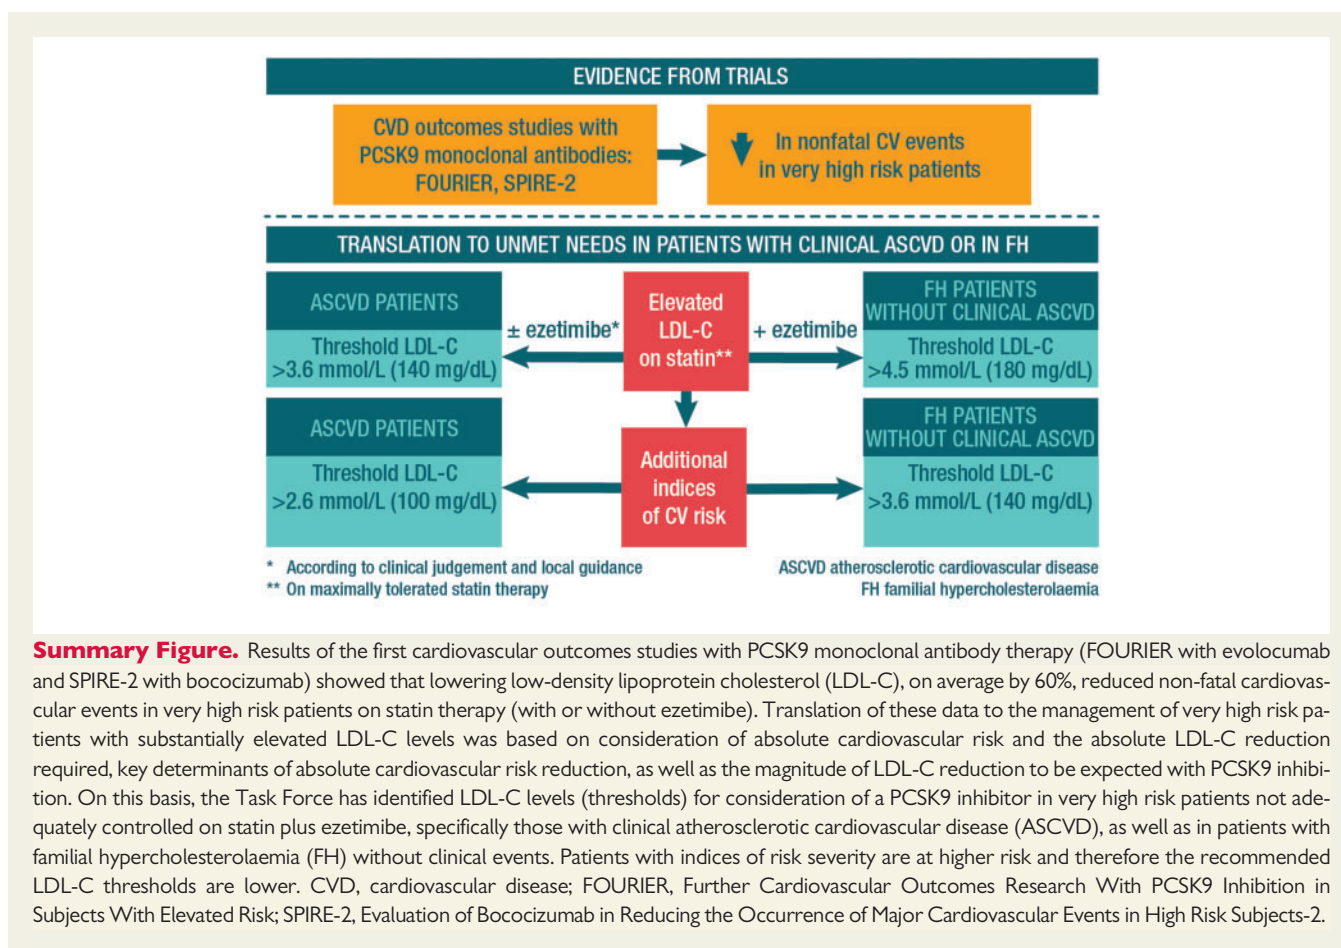 EVIDENCE FROM TRIALS
CVD outcomes studies with
PCSK9 monoclonal antibodies:
FOURIER, SPIRE-2
In nonfatal CV events
in very high risk patients
TRANSLATION TO UNMET NEEDS IN PATIENTS WITH CLINICAL ASCVD OR IN FH
ASCVD PATIENTS
Threshold LDL-C
>3.6 mmol/L (140 mg/dL)
± ezetimibe*
Elevated
LDL-C
on statin**
+ ezetimibe
FH PATIENTS
WITHOUT CLINICAL ASCVD
Threshold LDL-C
>4.5 mmol/L (180 mg/dL)
ASCVD PATIENTS
Threshold LDL-C
>2.6 mmol/L (100 mg/dL)
Additional
indices
of CV risk
FH PATIENTS
WITHOUT CLINICAL ASCVD
Threshold LDL-C
>3.6 mmol/L (140 mg/dL)
* According to clinical judgement and local guidance
** On maximally tolerated statin therapy
ASCVD atherosclerotic cardiovascular disease
FH familial hypercholesterolaemia
Summary Figure. Results of the first cardiovascular outcomes studies with PCSK9 monoclonal antibody therapy (FOURIER with evolocumab
and SPIRE-2 with bococizumab) showed that lowering low-density lipoprotein cholesterol (LDL-C), on average by 60%, reduced non-fatal cardiovas-
cular events in very high risk patients on statin therapy (with or without ezetimibe). Translation of these data to the management of very high risk pa-
tients with substantially elevated LDL-C levels was based on consideration of absolute cardiovascular risk and the absolute LDL-C reduction
required, key determinants of absolute cardiovascular risk reduction, as well as the magnitude of LDL-C reduction to be expected with PCSK9 inhibi-
tion. On this basis, the Task Force has identified LDL-C levels (thresholds) for consideration of a PCSK9 inhibitor in very high risk patients not ade-
quately controlled on statin plus ezetimibe, specifically those with clinical atherosclerotic cardiovascular disease (ASCVD), as well as in patients with
familial hypercholesterolaemia (FH) without clinical events. Patients with indices of risk severity are at higher risk and therefore the recommended
LDL-C thresholds are lower. CVD, cardiovascular disease; FOURIER, Further Cardiovascular Outcomes Research With PCSK9 Inhibition in
Subjects With Elevated Risk; SPIRE-2, Evaluation of Bococizumab in Reducing the Occurrence of Major Cardiovascular Events in High Risk Subjects-2.